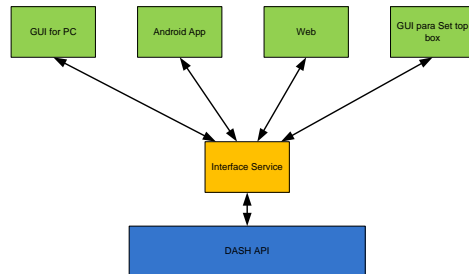 GUI for PC
Android App
Web
GUI para Set top
box
Interface Service
DASH API